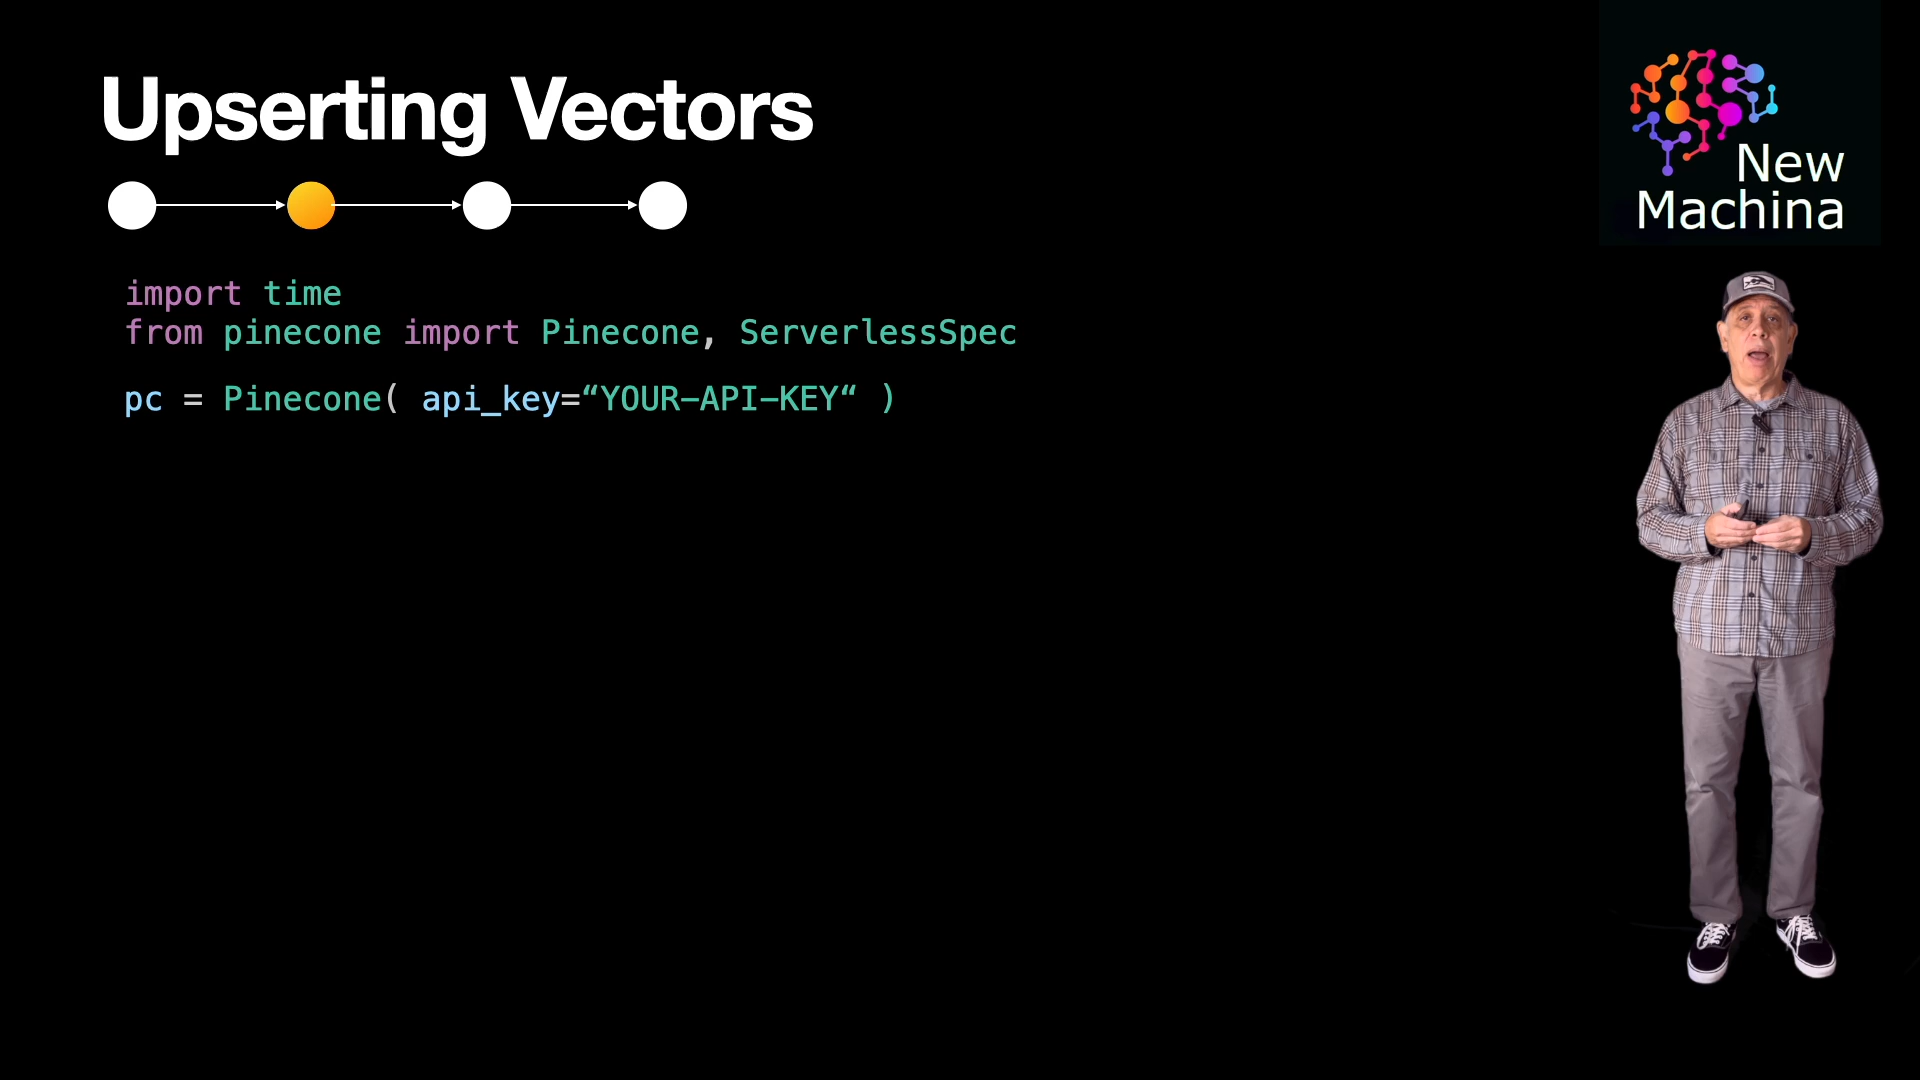 Upserting Vectors
New
Machina
import time
from pinecone import Pinecone, ServerlessSpec
pc = Pinecone( api_key=“YOUR-API-KEY“ )